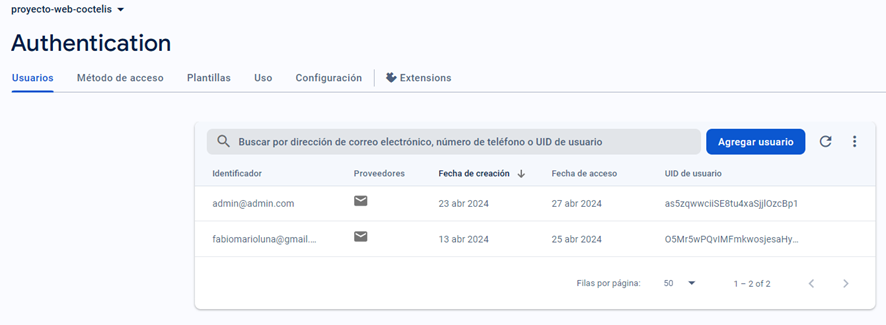 proyecto-web-coctelis
Authentication
Usuarios Método de acceso Plantillas Uso Configuración Extensions
Buscar por dirección de correo electrónico, número de teléfono o UID de usuario Agregar usuario
Identificador Proveedores Fecha de creación Fecha de acceso UID de usuario
admin@admin.com 23 abr 2024 27 abr 2024 as5zqwwciiSE8tu4xaSjjlOzcBp1
fabiomarioluna@gmail.... 13 abr 2024 25 abr 2024 O5Mr5wPQvIMFmkwosjesaHy...
Filas por página: 50 1 – 2 of 2